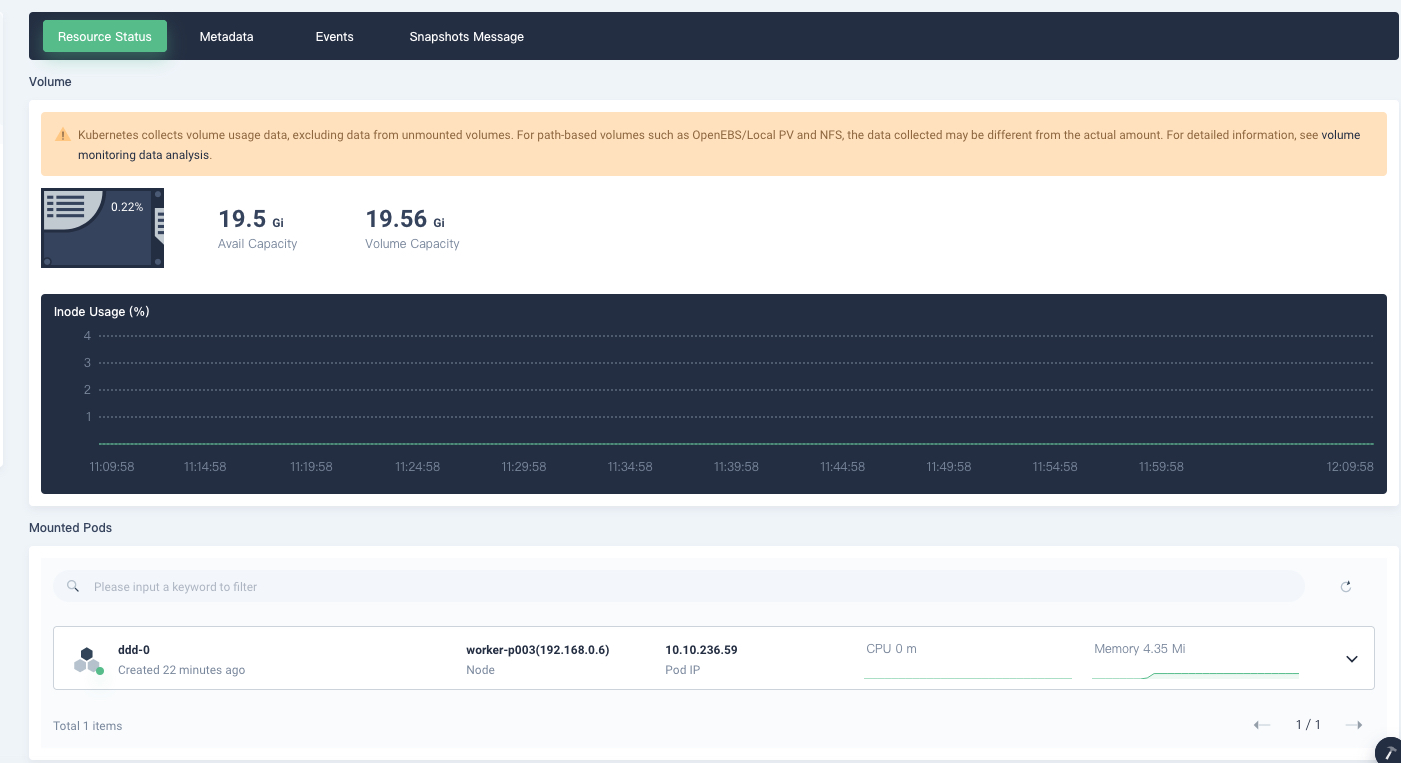 Resource Status Metadata Events Snapshots Message
Volume
Kubernetes collects volume usage data, excluding data from unmounted volumes. For path-based volumes such as OpenEBS/Local PV and NFS, the data collected may be different from the actual amount. For detailed information, see volume
monitoring data analysis.
0.22%
19.5 Gi
Avail Capacity
19.56 Gi
Volume Capacity
Inode Usage (%)
4
3
2
1
11:09:58 11:14:58 11:19:58 11:24:58 11:29:58 11:34:58 11:39:58 11:44:58 11:49:58 11:54:58 11:59:58 12:09:58
Mounted Pods
Please input a keyword to filter
ddd-0
Created 22 minutes ago
worker-p003(192.168.0.6)
Node
10.10.236.59
Pod IP
CPU 0 m
Memory 4.35 Mi
Total 1 items
1 / 1